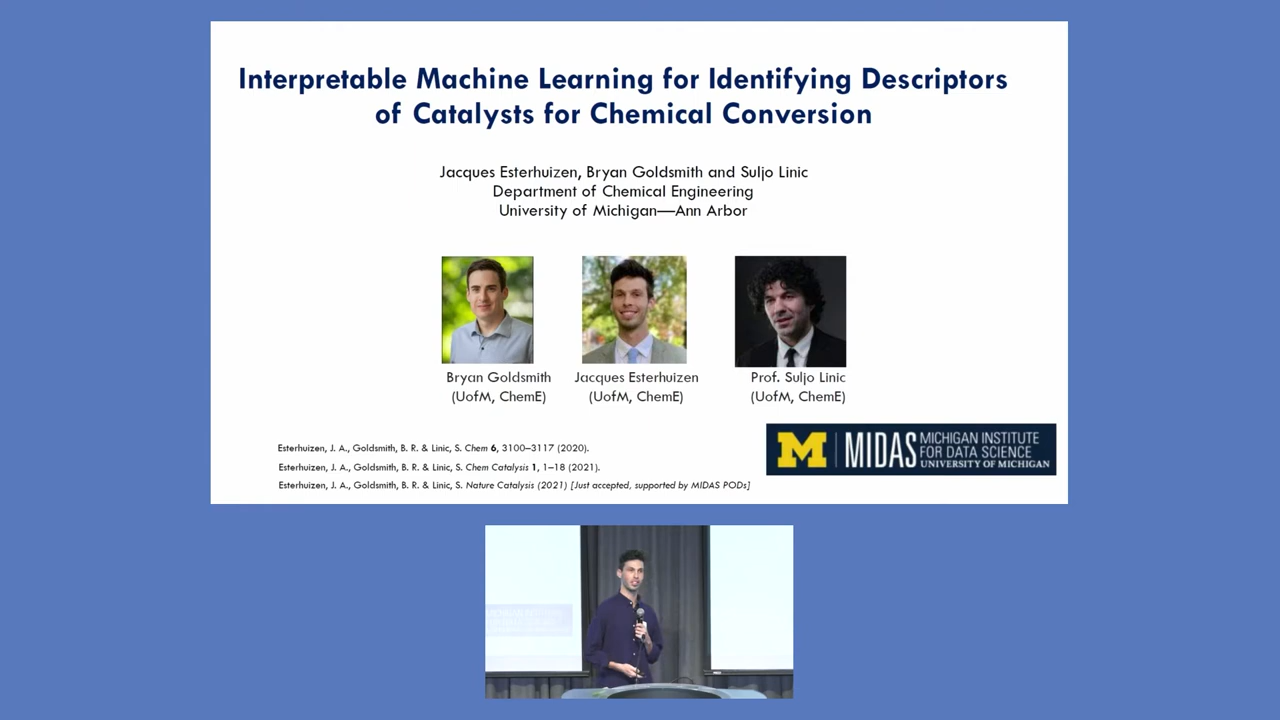 Interpretable Machine Learning for Identifying Descriptors
of Catalysts for Chemical Conversion
Jacques Esterhuizen, Bryan Goldsmith and Suljo Linic
Department of Chemical Engineering
University of Michigan—Ann Arbor
Bryan Goldsmith
(UofM, ChemE)
Jacques Esterhuizen
(UofM, ChemE)
Prof. Suljo Linic
(UofM, ChemE)
Esterhuizen, J. A., Goldsmith, B. R. & Linic, S. Chem 6, 3100–3117 (2020).
Esterhuizen, J. A., Goldsmith, B. R. & Linic, S. Chem Catalysis 1, 1–18 (2021).
Esterhuizen, J. A., Goldsmith, B. R. & Linic, S. Nature Catalysis (2021) [Just accepted, supported by MIDAS PODs]
M MIDAS MICHIGAN INSTITUTE
FOR DATA SCIENCE
UNIVERSITY OF MICHIGAN